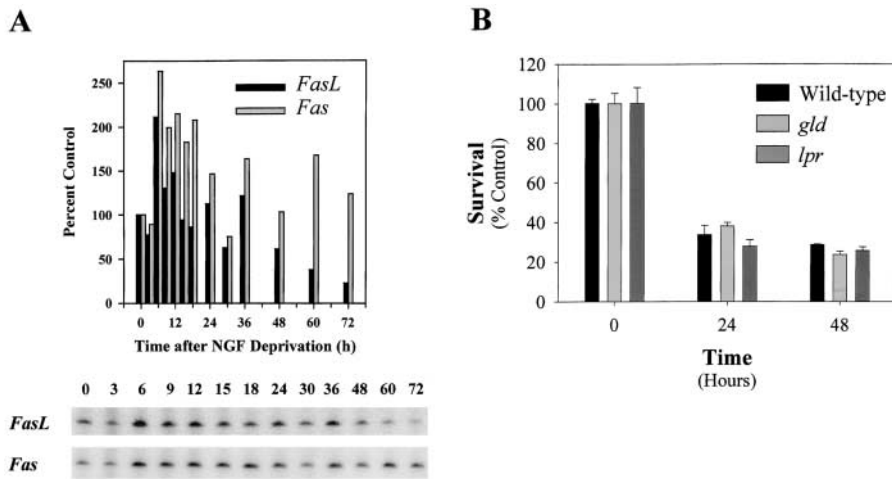 A
250
200
150
100
50
0
Percent Control
FasL
Fas
0 12 24 36 48 60 72
Time after NGF Deprivation (h)
0 3 6 9 12 15 18 24 30 36 48 60 72
FasL
Fas
B
120
100
80
60
40
20
0
Survival
(% Control)
Wild-type
gld
lpr
0 24 48
Time
(Hours)